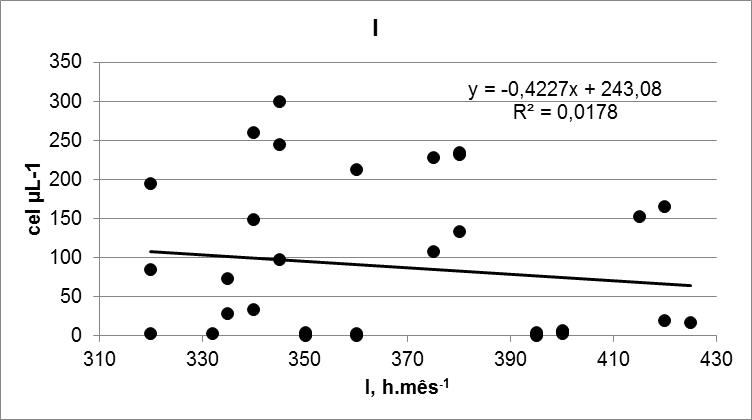 I
350
300
250
200
150
100
50
0
cel µL-1
y = -0,4227x + 243,08
R² = 0,0178
310 330 350 370 390 410 430
I, h.mês-1